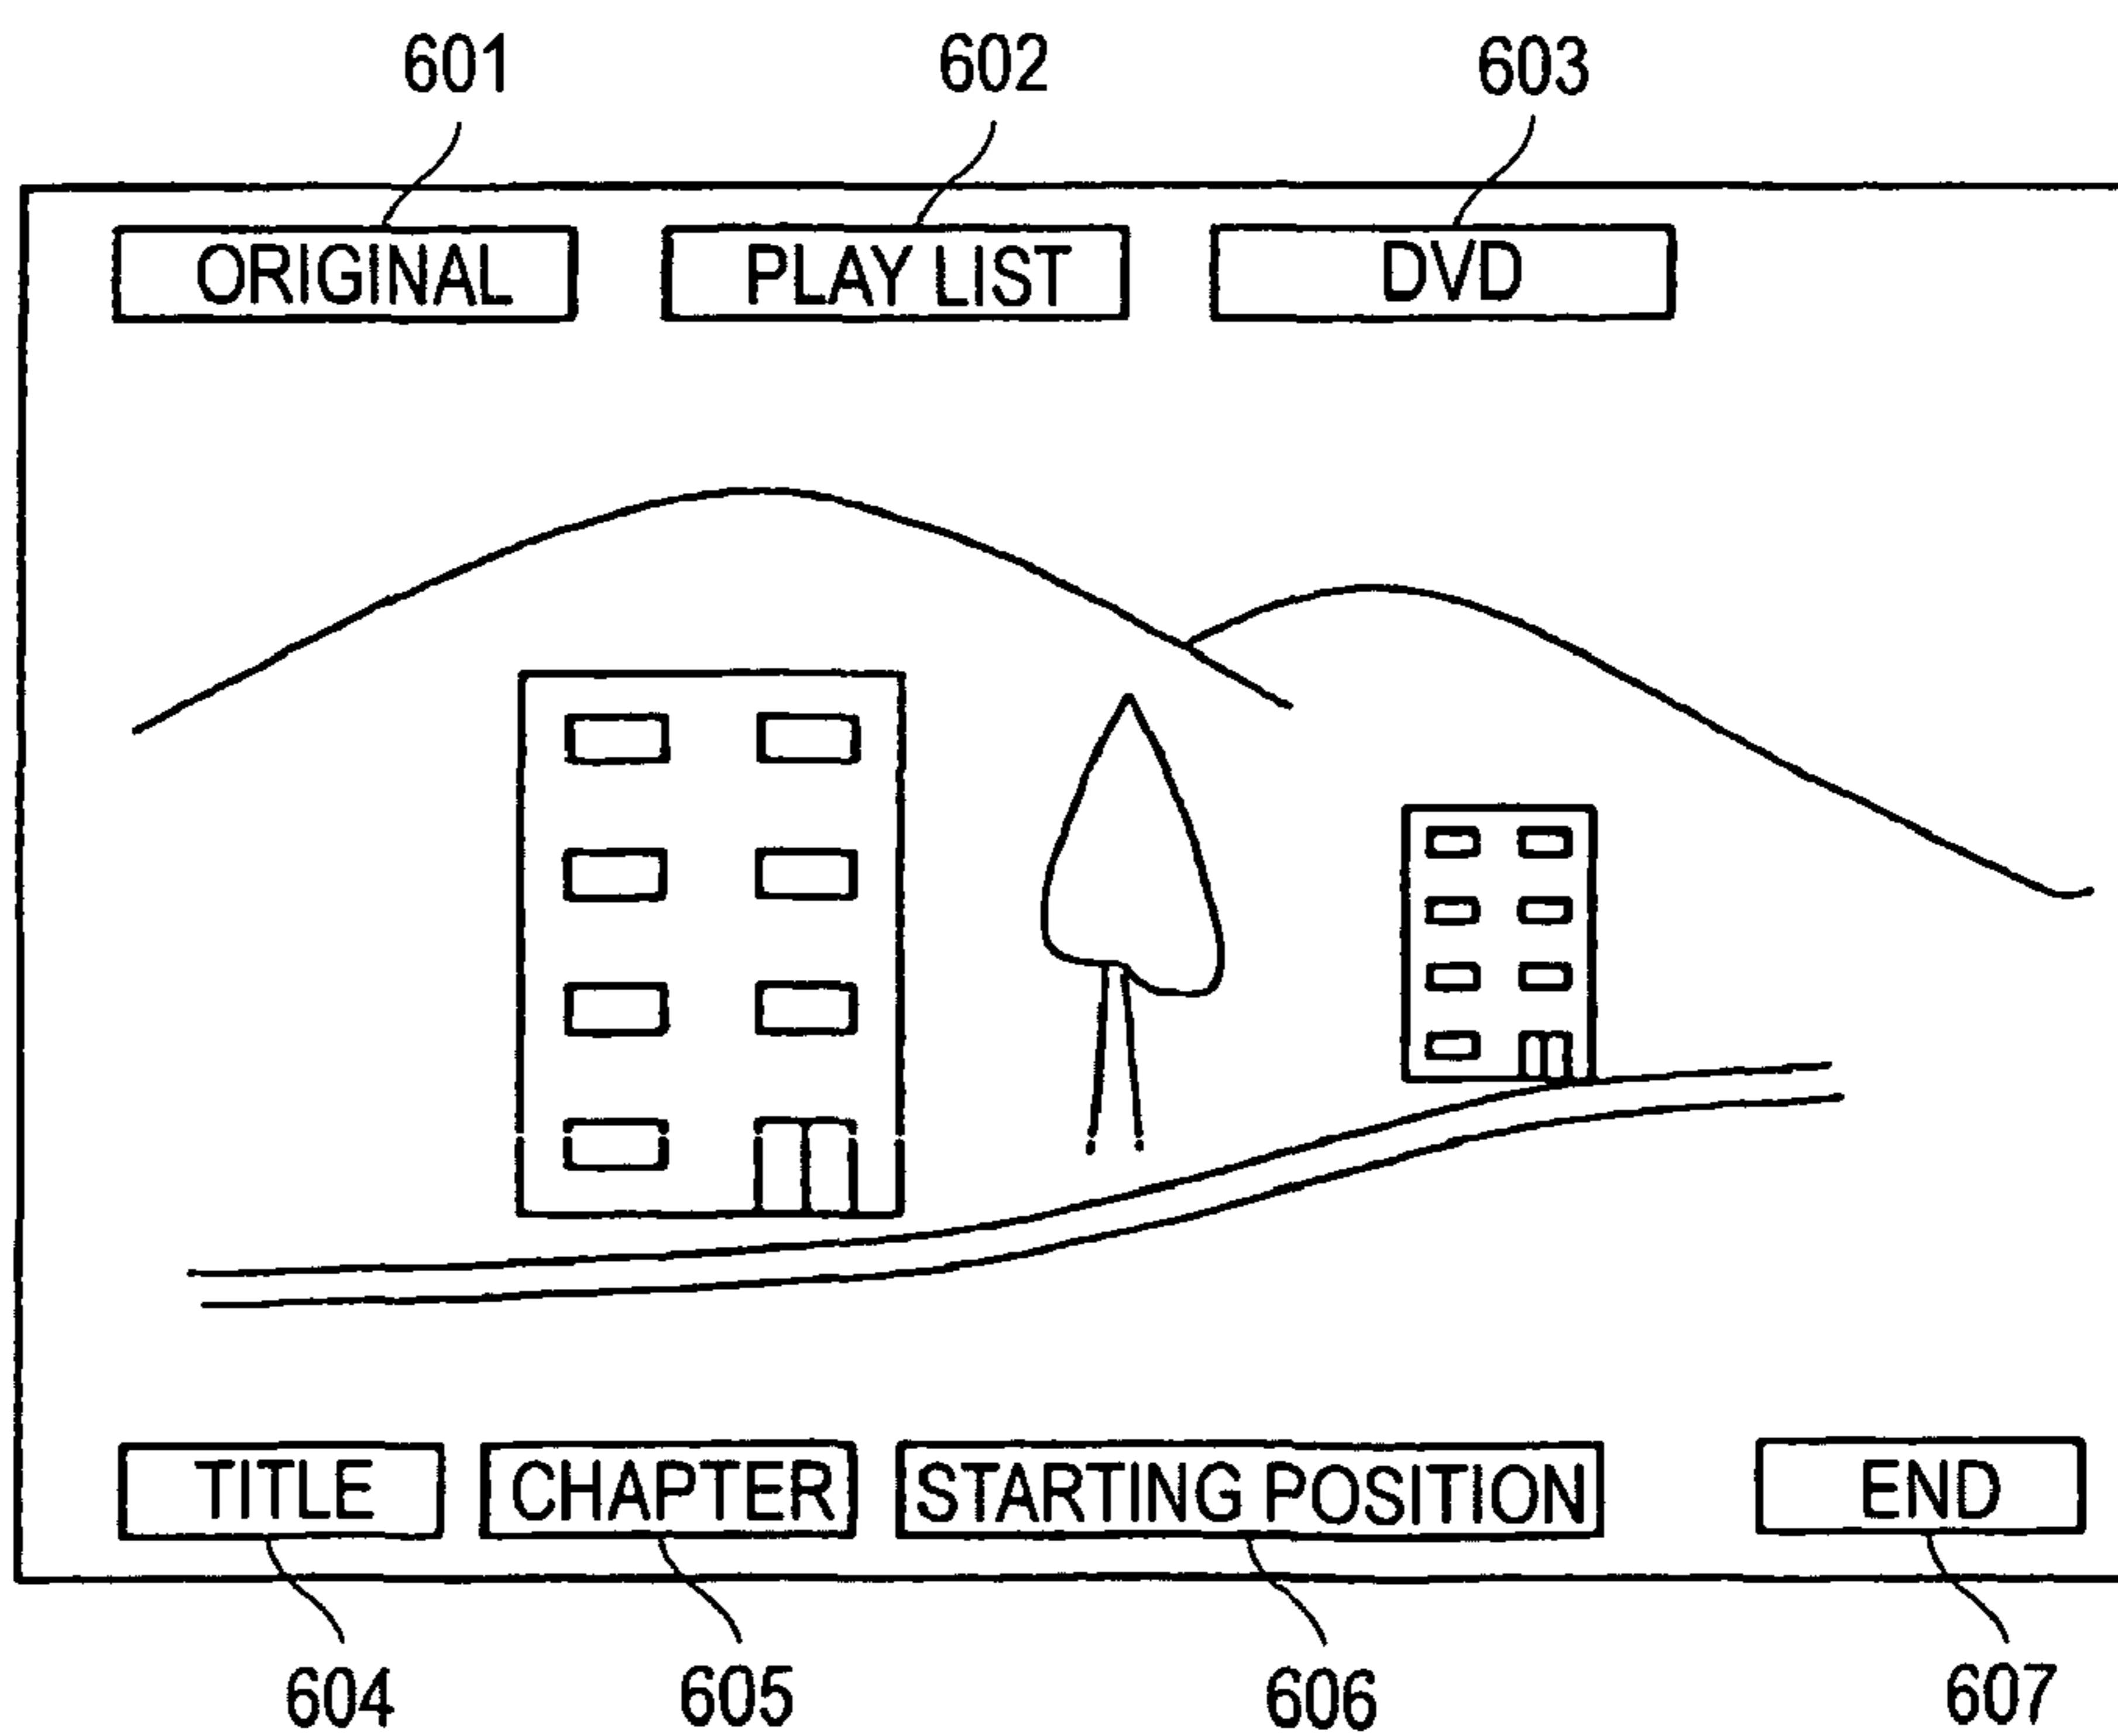 601 602 603
ORIGINAL PLAY LIST DVD
TITLE CHAPTER STARTING POSITION END
604 605 606 607